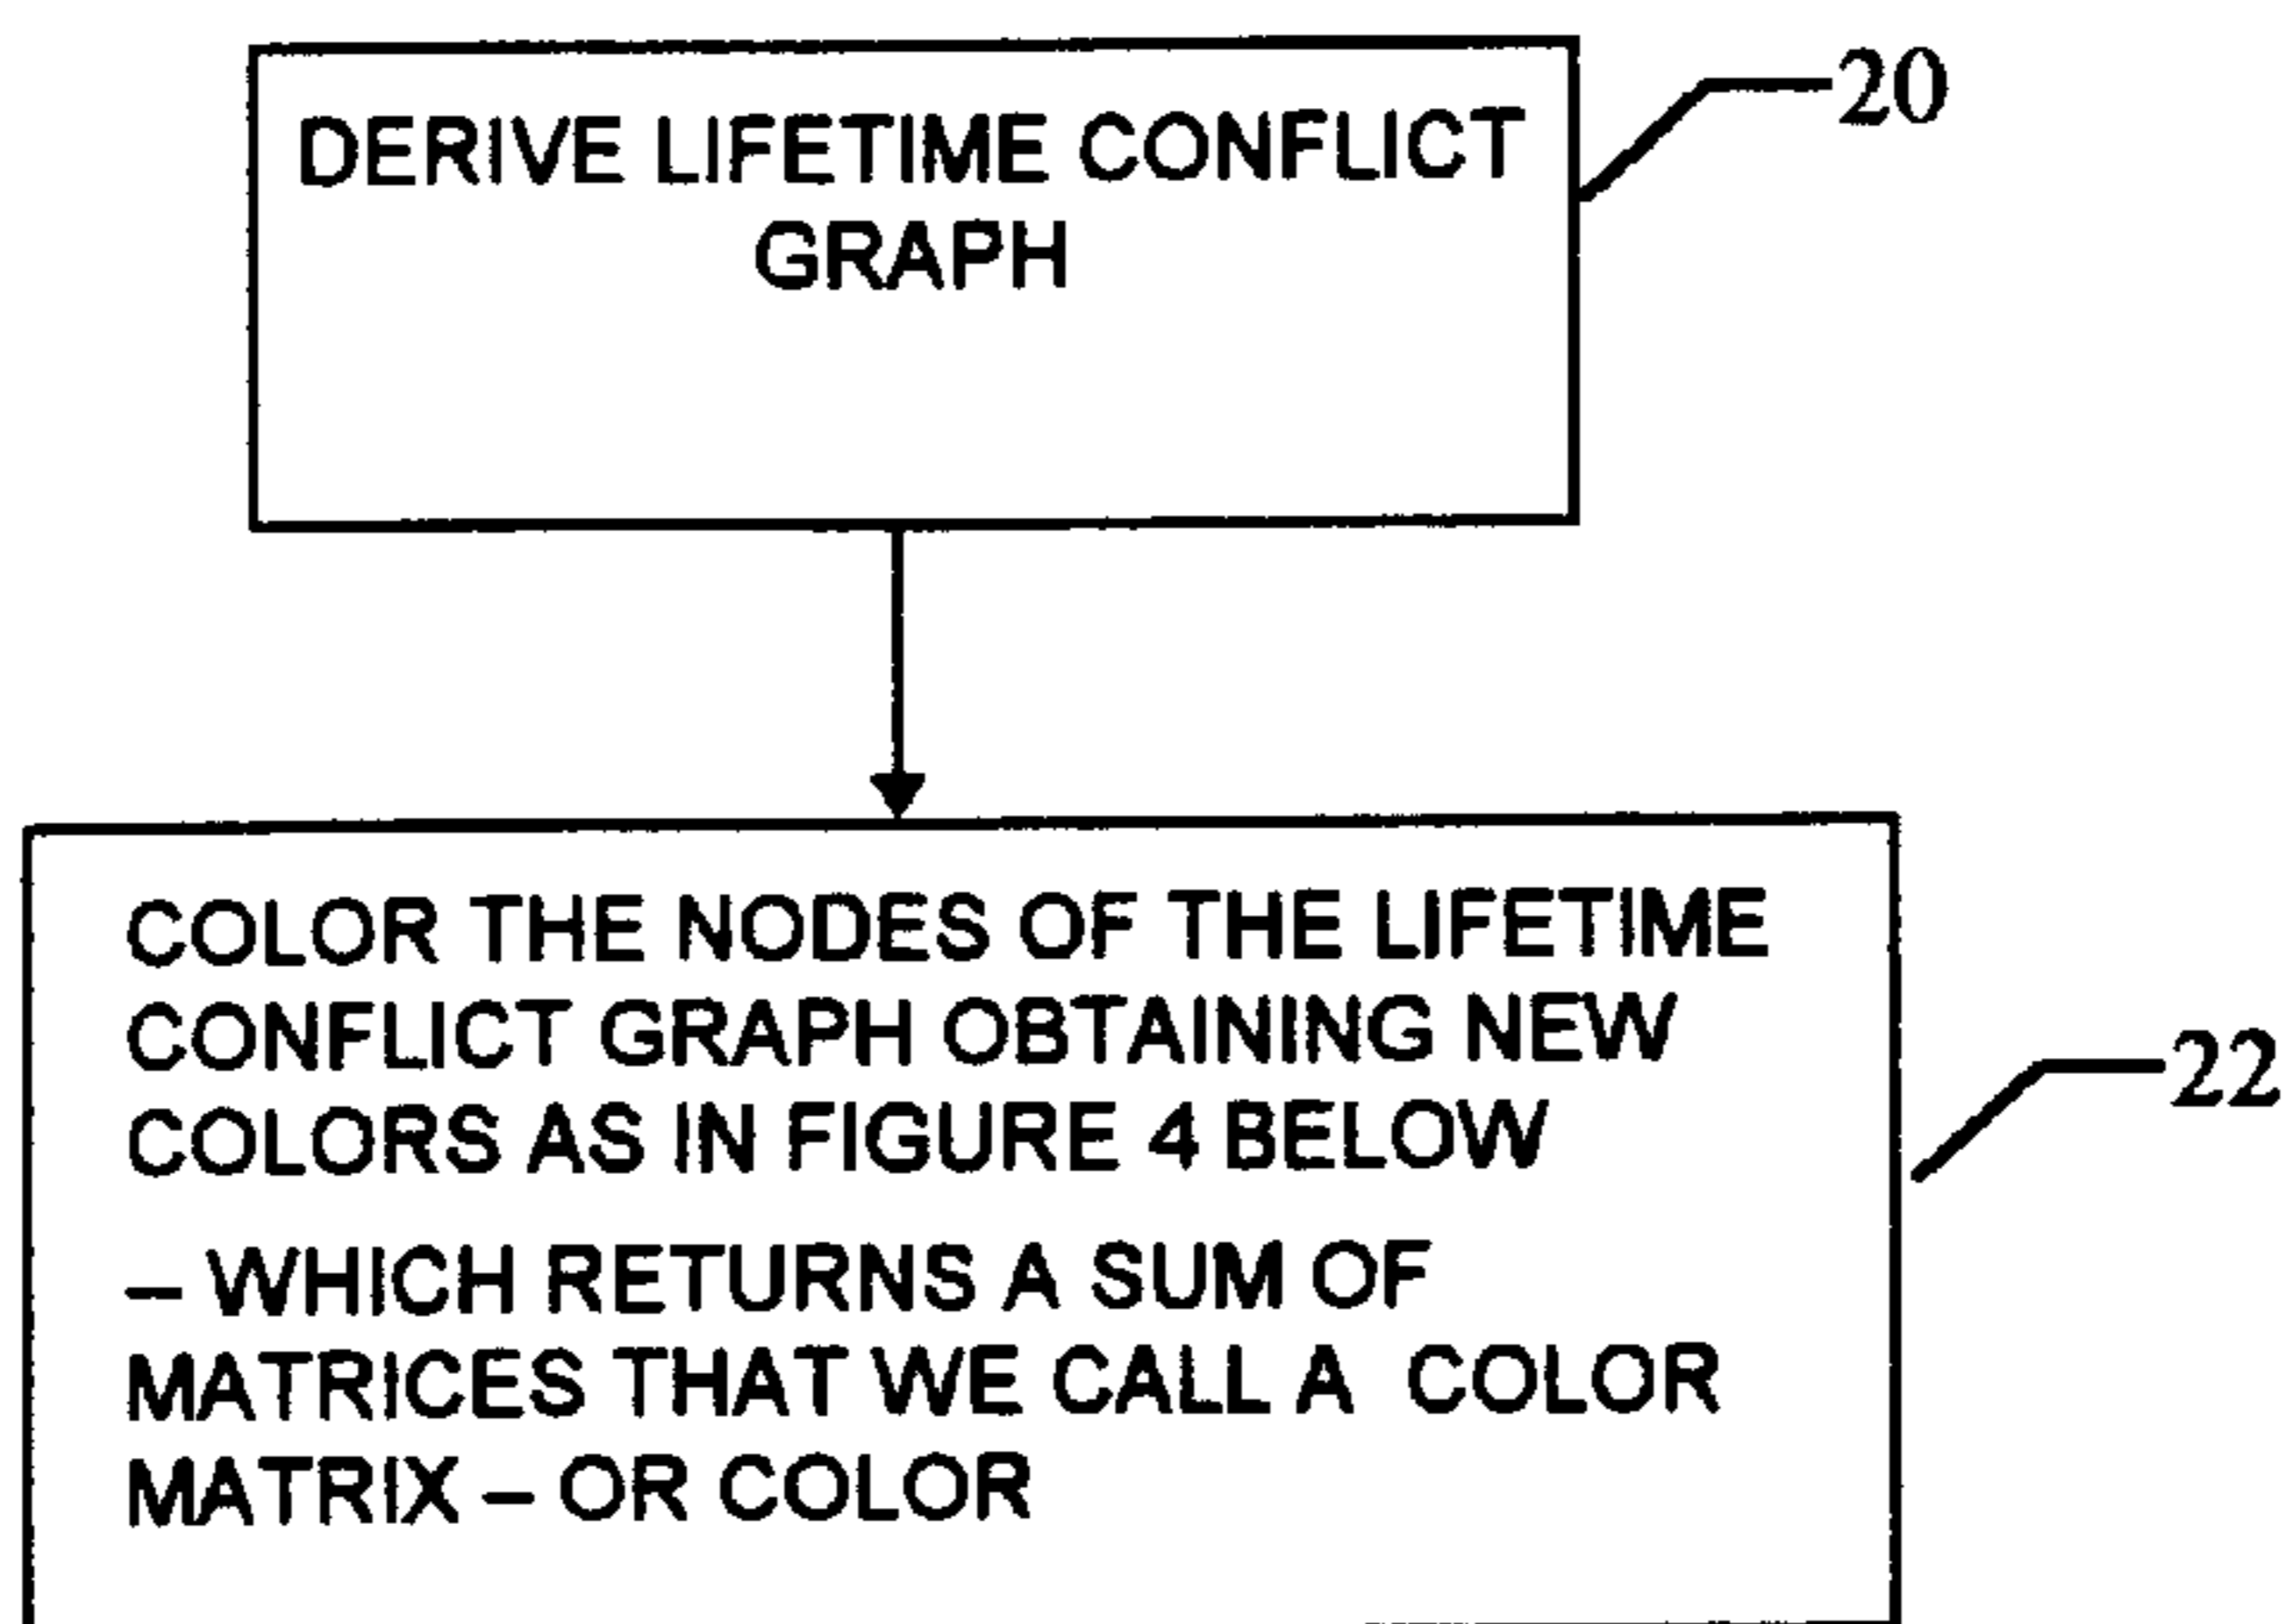 DERIVE LIFETIME CONFLICT
GRAPH
20
COLOR THE NODES OF THE LIFETIME
CONFLICT GRAPH OBTAINING NEW
COLORS AS IN FIGURE 4 BELOW
– WHICH RETURNS A SUM OF
MATRICES THAT WE CALL A COLOR
MATRIX – OR COLOR
22